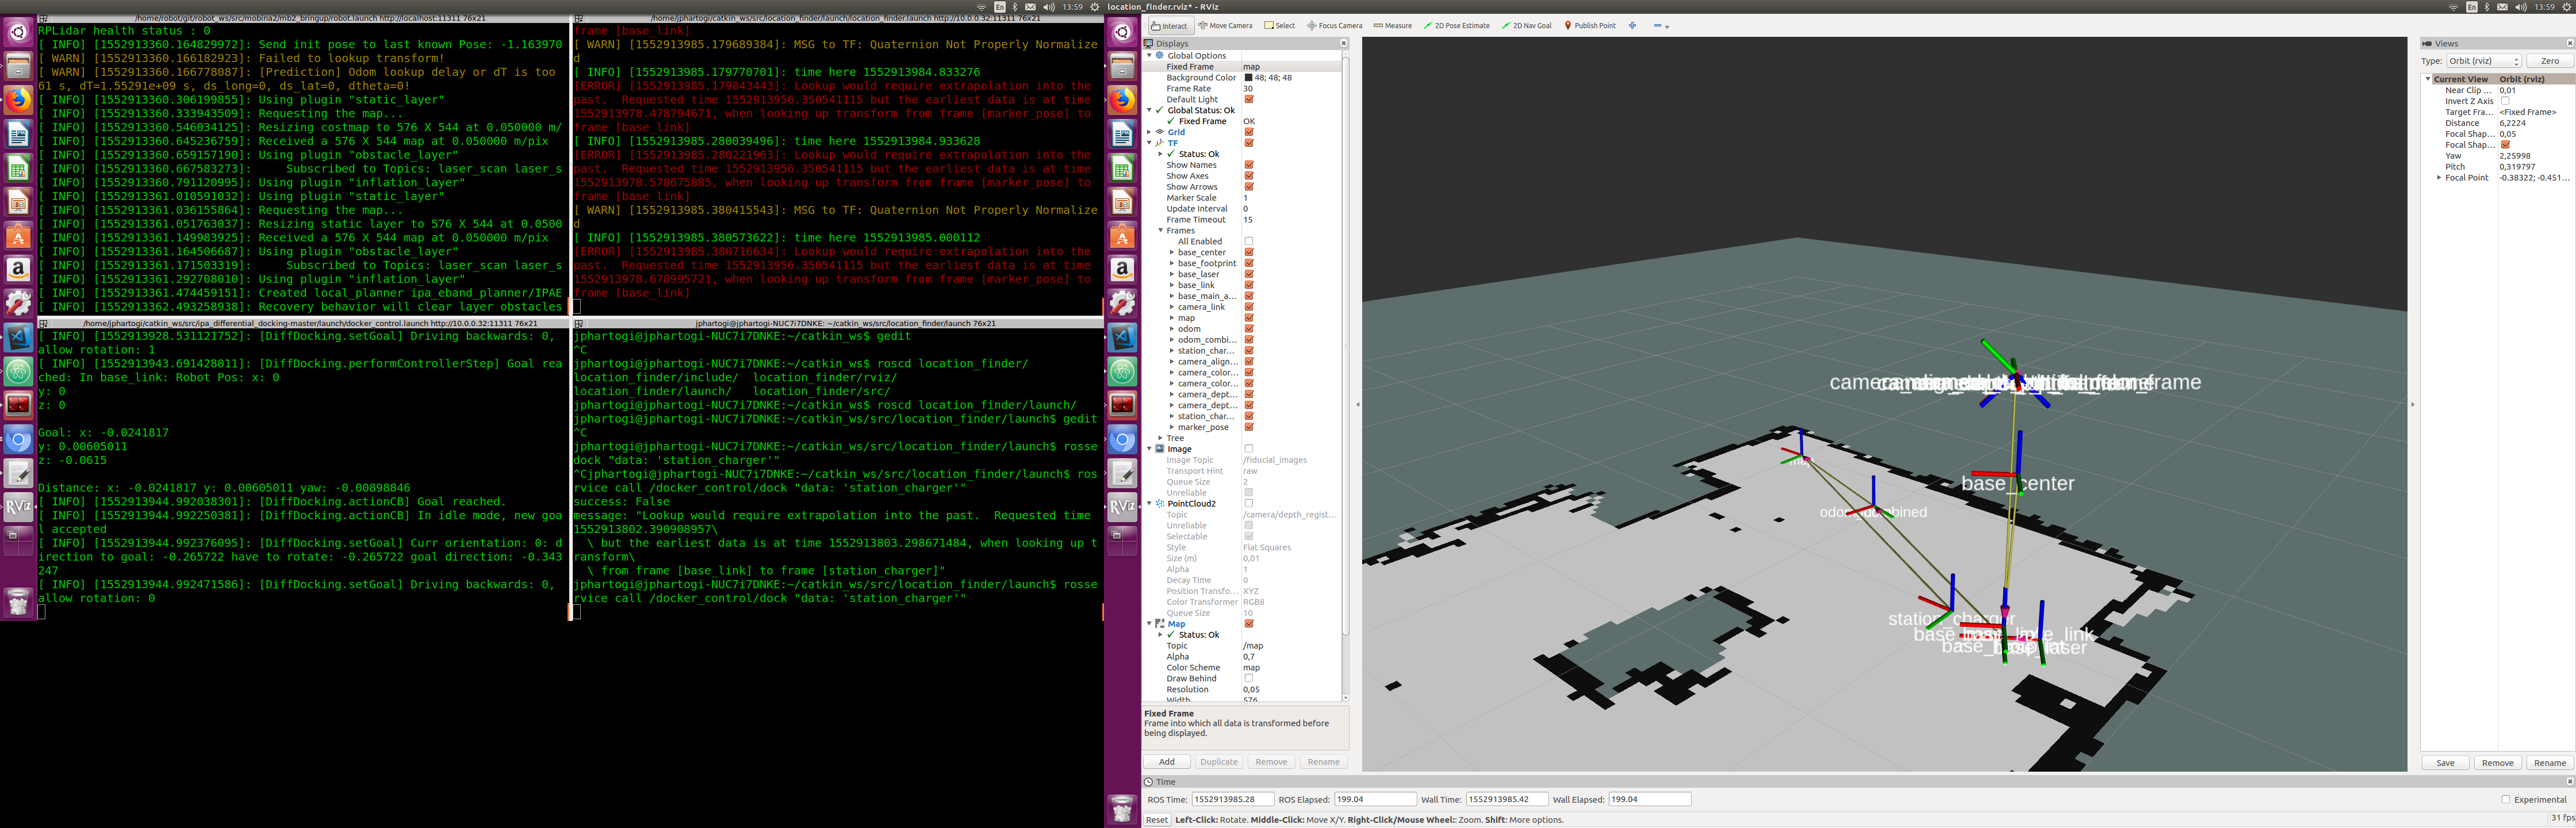 /home/robot/git/robot_ws/src/mobina2/mb2_bringup/robot.launch http://localhost:11311 76x21
RPLidar health status : 0
[ INFO] [1552913360.164829972]: Send init pose to last known Pose: -1.163970
[ WARN] [1552913360.166182923]: Failed to lookup transform!
[ WARN] [1552913360.166778087]: [Prediction] Odom lookup delay or dT is too
61 s, dT=1.55291e+09 s, ds_long=0, ds_lat=0, dtheta=0!
[ INFO] [1552913360.306199855]: Using plugin "static_layer"
[ INFO] [1552913360.333943509]: Requesting the map...
[ INFO] [1552913360.546034125]: Resizing costmap to 576 X 544 at 0.050000 m/
[ INFO] [1552913360.645236759]: Received a 576 X 544 map at 0.050000 m/pix
[ INFO] [1552913360.659157190]: Using plugin "obstacle_layer"
[ INFO] [1552913360.667583273]:     Subscribed to Topics: laser_scan laser_s
[ INFO] [1552913360.791120995]: Using plugin "inflation_layer"
[ INFO] [1552913361.010591032]: Using plugin "static_layer"
[ INFO] [1552913361.036155864]: Requesting the map...
[ INFO] [1552913361.051763037]: Resizing static layer to 576 X 544 at 0.0500
[ INFO] [1552913361.149983925]: Received a 576 X 544 map at 0.050000 m/pix
[ INFO] [1552913361.164506687]: Using plugin "obstacle_layer"
[ INFO] [1552913361.171503319]:     Subscribed to Topics: laser_scan laser_s
[ INFO] [1552913361.292708010]: Using plugin "inflation_layer"
[ INFO] [1552913361.474459151]: Created local_planner ipa_eband_planner/IPAE
[ INFO] [1552913362.493258938]: Recovery behavior will clear layer obstacles
En 13:59
/home/jphartogi/catkin_ws/src/location_finder/launch/location_finder.launch http://10.0.0.32:11311 76x21
frame [base_link]
[ WARN] [1552913985.179689384]: MSG to TF: Quaternion Not Properly Normalize
d
[ INFO] [1552913985.179770701]: time here 1552913984.833276
[ERROR] [1552913985.179843443]: Lookup would require extrapolation into the
past.  Requested time 1552913956.350541115 but the earliest data is at time
1552913978.478794671, when looking up transform from frame [marker_pose] to
frame [base_link]
[ INFO] [1552913985.280039496]: time here 1552913984.933628
[ERROR] [1552913985.280221963]: Lookup would require extrapolation into the
past.  Requested time 1552913956.350541115 but the earliest data is at time
1552913978.578675885, when looking up transform from frame [marker_pose] to
frame [base_link]
[ WARN] [1552913985.380415543]: MSG to TF: Quaternion Not Properly Normalize
d
[ INFO] [1552913985.380573622]: time here 1552913985.000112
[ERROR] [1552913985.380716634]: Lookup would require extrapolation into the
past.  Requested time 1552913956.350541115 but the earliest data is at time
1552913978.678995721, when looking up transform from frame [marker_pose] to
frame [base_link]
/home/jphartogi/catkin_ws/src/ipa_differential_docking-master/launch/docker_control.launch http://10.0.0.32:11311 76x21
[ INFO] [1552913928.531121752]: [DiffDocking.setGoal] Driving backwards: 0,
allow rotation: 1
[ INFO] [1552913943.691428011]: [DiffDocking.performControllerStep] Goal rea
ched: In base_link: Robot Pos: x: 0
y: 0
z: 0
Goal: x: -0.0241817
y: 0.00605011
z: -0.0615
Distance: x: -0.0241817 y: 0.00605011 yaw: -0.00898846
[ INFO] [1552913944.992038301]: [DiffDocking.actionCB] Goal reached.
[ INFO] [1552913944.992250381]: [DiffDocking.actionCB] In idle mode, new goa
l accepted
[ INFO] [1552913944.992376095]: [DiffDocking.setGoal] Curr orientation: 0: d
irection to goal: -0.265722 have to rotate: -0.265722 goal direction: -0.343
247
[ INFO] [1552913944.992471586]: [DiffDocking.setGoal] Driving backwards: 0,
allow rotation: 0
jphartogi@jphartogi-NUC7i7DNKE: ~/catkin_ws/src/location_finder/launch 76x21
jphartogi@jphartogi-NUC7i7DNKE:~/catkin_ws$ gedit
^C
jphartogi@jphartogi-NUC7i7DNKE:~/catkin_ws$ roscd location_finder/
location_finder/include/  location_finder/rviz/
location_finder/launch/   location_finder/src/
jphartogi@jphartogi-NUC7i7DNKE:~/catkin_ws$ roscd location_finder/launch/
jphartogi@jphartogi-NUC7i7DNKE:~/catkin_ws/src/location_finder/launch$ gedit
^C
jphartogi@jphartogi-NUC7i7DNKE:~/catkin_ws/src/location_finder/launch$ rosse
dock "data: 'station_charger'"
^Cjphartogi@jphartogi-NUC7i7DNKE:~/catkin_ws/src/location_finder/launch$ ros
rvice call /docker_control/dock "data: 'station_charger'"
success: False
message: "Lookup would require extrapolation into the past.  Requested time
1552913802.390908957\
  \ but the earliest data is at time 1552913803.298671484, when looking up t
ransform\
  \ from frame [base_link] to frame [station_charger]"
jphartogi@jphartogi-NUC7i7DNKE:~/catkin_ws/src/location_finder/launch$ rosse
rvice call /docker_control/dock "data: 'station_charger'"
location_finder.rviz* - RViz
En 13:59
Interact Move Camera Select Focus Camera Measure 2D Pose Estimate 2D Nav Goal Publish Point
Displays
Global Options
Fixed Frame map
Background Color 48; 48; 48
Frame Rate 30
Default Light
Global Status: Ok
Fixed Frame OK
Grid
TF
Status: Ok
Show Names
Show Axes
Show Arrows
Marker Scale 1
Update Interval 0
Frame Timeout 15
Frames
All Enabled
base_center
base_footprint
base_laser
base_link
base_main_a...
camera_link
map
odom
odom_combi...
station_char...
camera_align...
camera_color...
camera_color...
camera_dept...
camera_dept...
station_char...
marker_pose
Tree
Image
Image Topic /fiducial_images
Transport Hint raw
Queue Size 2
Unreliable
PointCloud2
Topic /camera/depth_regist...
Unreliable
Selectable
Style Flat Squares
Size (m) 0,01
Alpha 1
Decay Time 0
Position Transfo... XYZ
Color Transformer RGB8
Queue Size 10
Map
Status: Ok
Topic /map
Alpha 0,7
Color Scheme map
Draw Behind
Resolution 0,05
Width 576
Fixed Frame
Frame into which all data is transformed before
being displayed.
Add Duplicate Remove Rename
base_center
map
odom_combined
station_charger
Views
Type: Orbit (rviz) Zero
Current View Orbit (rviz)
Near Clip ... 0,01
Invert Z Axis
Target Fra... <Fixed Frame>
Distance 6,2224
Focal Shap... 0,05
Focal Shap...
Yaw 2,25998
Pitch 0,319797
Focal Point -0.38322; -0.451...
Save Remove Rename
Time
ROS Time: 1552913985.28 ROS Elapsed: 199.04 Wall Time: 1552913985.42 Wall Elapsed: 199.04 Experimental
Reset Left-Click: Rotate. Middle-Click: Move X/Y. Right-Click/Mouse Wheel:: Zoom. Shift: More options. 31 fps